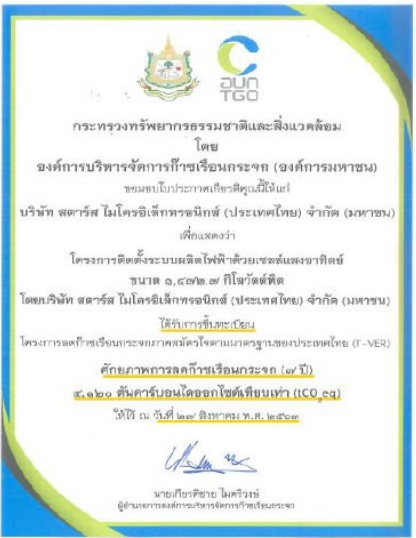 อบก
TGO
กระทรวงทรัพยากรธรรมชาติและสิ่งแวดล้อม
โดย
องค์การบริหารจัดการก๊าซเรือนกระจก (องค์การมหาชน)
ขอมอบใบประกาศเกียรติคุณนี้ให้แก่
บริษัท สตาร์ส ไมโครอิเล็กทรอนิกส์ (ประเทศไทย) จำกัด (มหาชน)
เพื่อแสดงว่า
โครงการติดตั้งระบบผลิตไฟฟ้าด้วยเซลล์แสงอาทิตย์
ขนาด ๑,๔๗๒.๗ กิโลวัตต์พีต
โดยบริษัท สตาร์ส ไมโครอิเล็กทรอนิกส์ (ประเทศไทย) จำกัด (มหาชน)
ได้รับการขึ้นทะเบียน
โครงการลดก๊าซเรือนกระจกภาคสมัครใจตามมาตรฐานของประเทศไทย (T-VER)
ศักยภาพการลดก๊าซเรือนกระจก (๗ ปี)
๔,๑๒๐ ตันคาร์บอนไดออกไซด์เทียบเท่า (tCO₂eq)
ให้ไว้ ณ วันที่ ๒๗ สิงหาคม พ.ศ. ๒๕๖๓
นายเกียรติชาย ไมตรีวงษ์
ผู้อำนวยการองค์การบริหารจัดการก๊าซเรือนกระจก